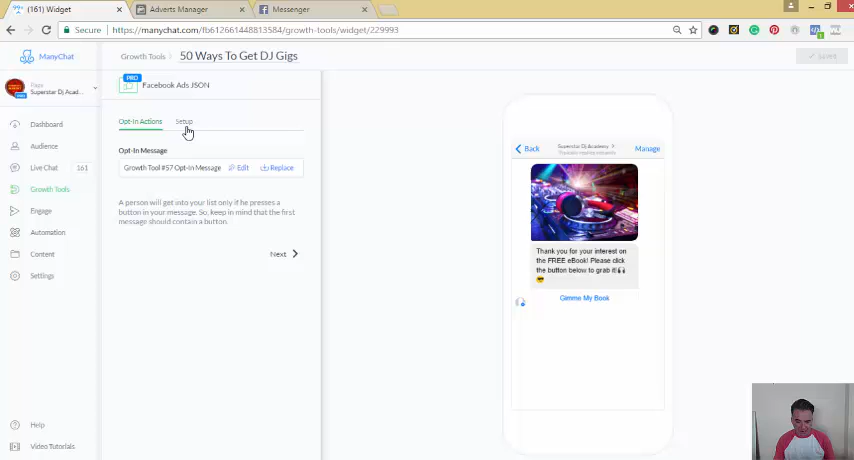 (161) Widget
Adverts Manager
Messenger
Secure
https://manychat.com/fb612661448813584/growth-tools/widget/229993
ManyChat
Growth Tools
50 Ways To Get DJ Gigs
Saved
PRO
Facebook Ads JSON
Superstar Dj Acad...
PRO
Opt-In Actions
Setup
Dashboard
Audience
Live Chat
161
Growth Tools
Engage
Automation
Content
Settings
Help
Video Tutorials
Opt-In Message
Growth Tool #57 Opt-In Message
Edit
Replace
A person will get into your list only if he presses a
button in your message. So, keep in mind that the first
message should contain a button.
Next
Back
Superstar DJ Academy
Manage
Thank you for your interest on
the FREE eBook! Please click
the button below to grab it!
Gimme My Book